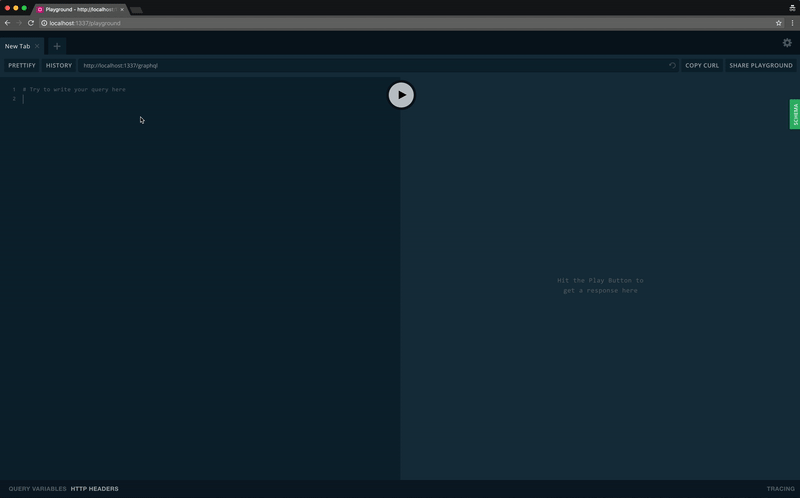 Playground - http://localhost:
localhost:1337/playground
New Tab
PRETTIFY HISTORY http://localhost:1337/graphql COPY CURL SHARE PLAYGROUND
1 # Try to write your query here
2
SCHEMA
Hit the Play Button to
get a response here
QUERY VARIABLES HTTP HEADERS TRACING